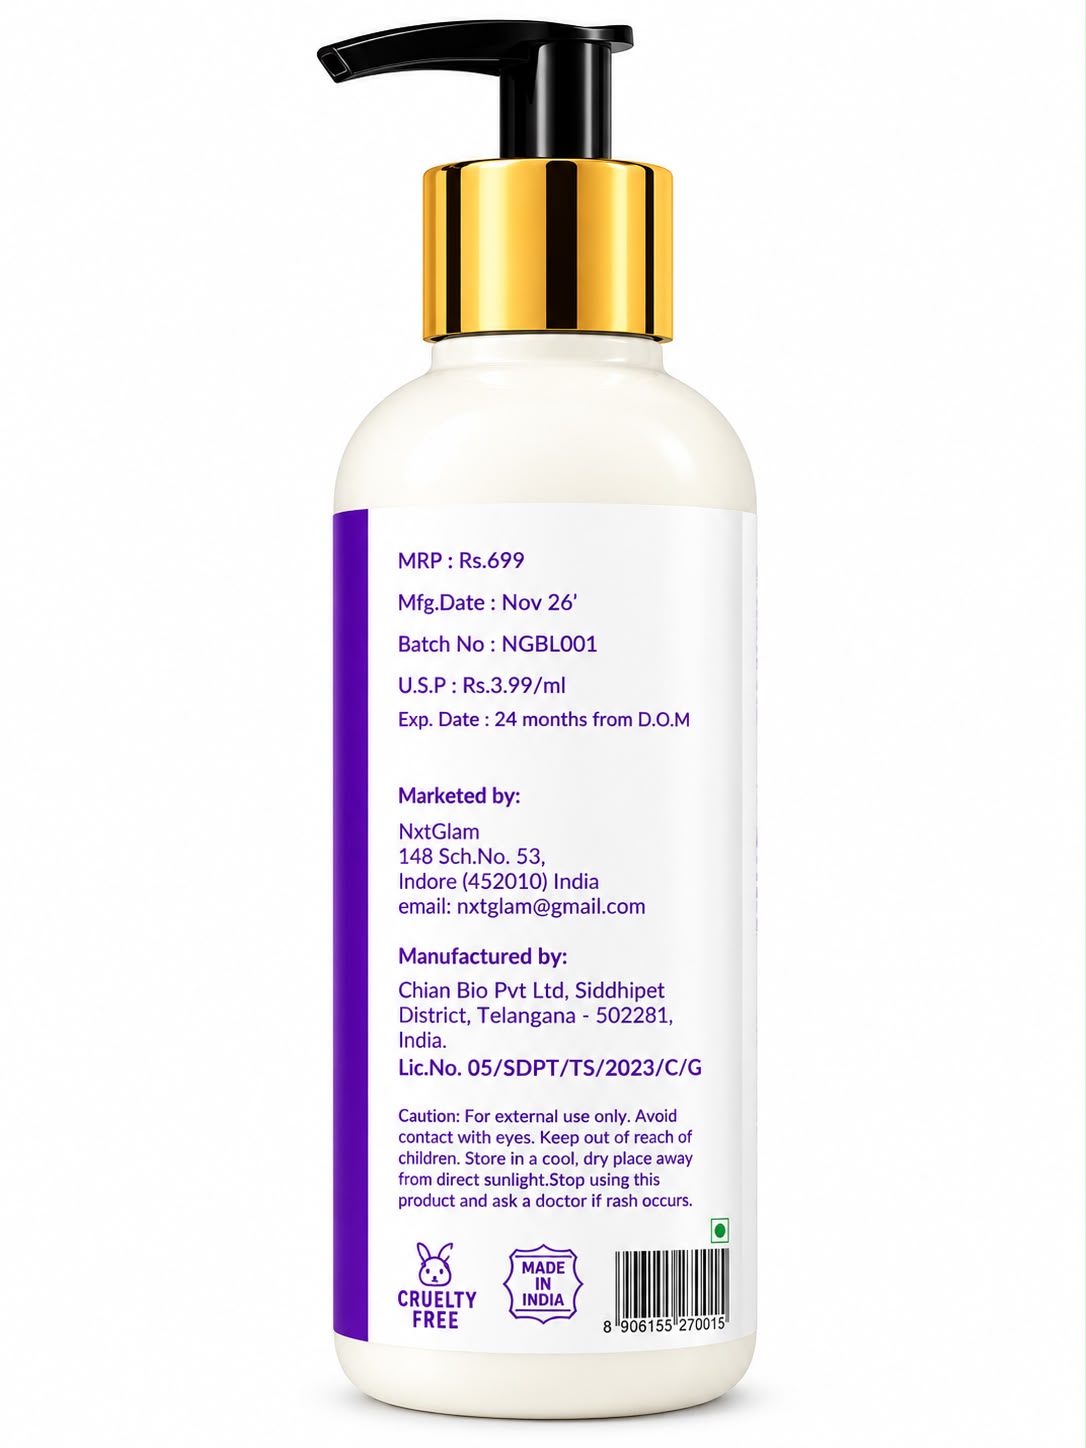 MRP : Rs.699
Mfg.Date : Nov 26’
Batch No : NGBL001
U.S.P : Rs.3.99/ml
Exp. Date : 24 months from D.O.M
Marketed by:
NxtGlam
148 Sch.No. 53,
Indore (452010) India
email: nxtglam@gmail.com
Manufactured by:
Chian Bio Pvt Ltd, Siddhipet
District, Telangana - 502281,
India.
Lic.No. 05/SDPT/TS/2023/C/G
Caution: For external use only. Avoid
contact with eyes. Keep out of reach of
children. Store in a cool, dry place away
from direct sunlight.Stop using this
product and ask a doctor if rash occurs.
CRUELTY
FREE
MADE
IN
INDIA
8 906155 270015